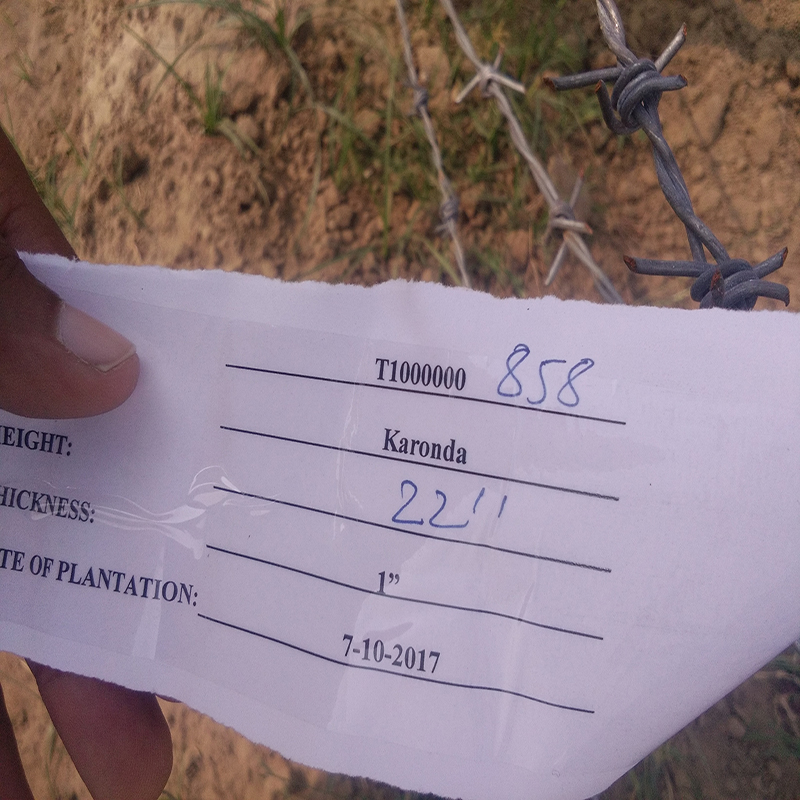 T1000000 858
Karonda
EIGHT: 22''
HICKNESS: 1”
TE OF PLANTATION: 7-10-2017